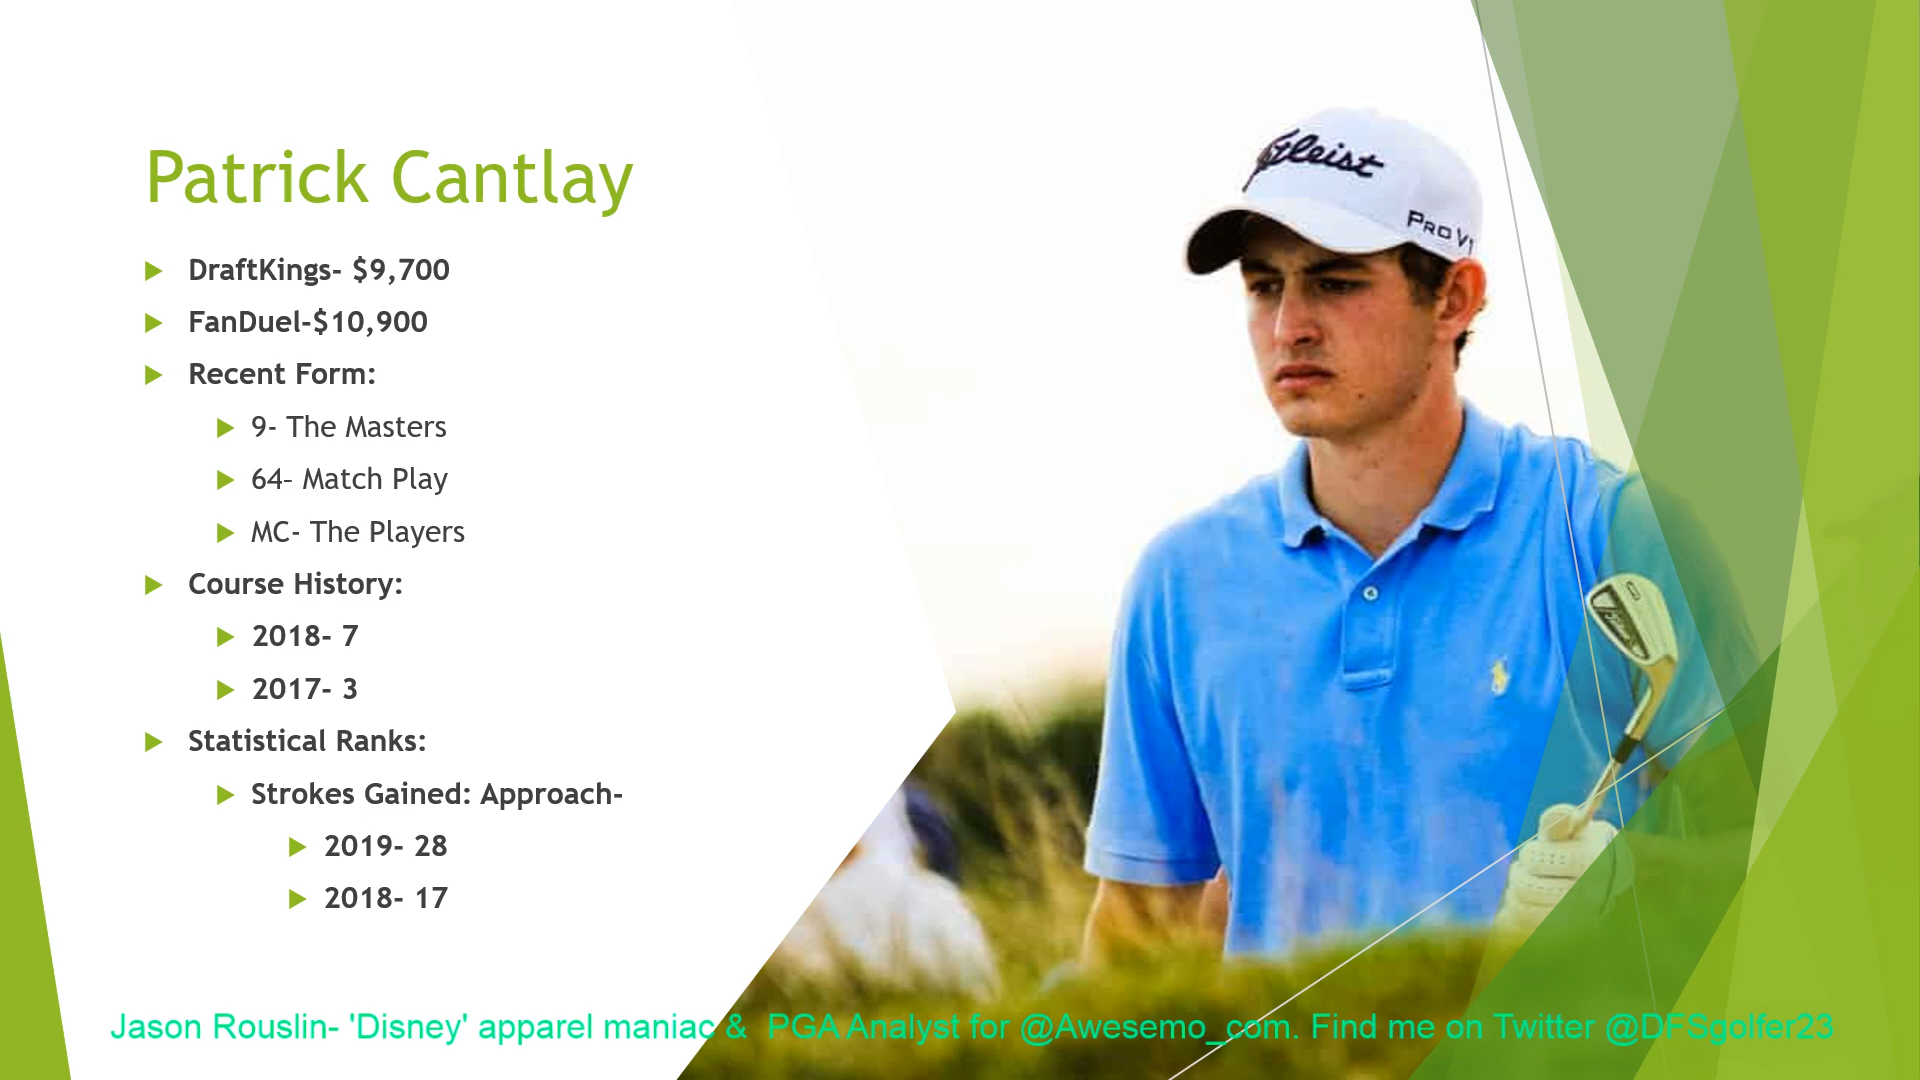 Patrick Cantlay
DraftKings- $9,700
FanDuel-$10,900
Recent Form:
9- The Masters
64- Match Play
MC- The Players
Course History:
2018- 7
2017- 3
Statistical Ranks:
Strokes Gained: Approach-
2019- 28
2018- 17
Titleist
PRO V1
Jason Rouslin- 'Disney' apparel maniac & PGA Analyst for @Awesemo_com. Find me on Twitter @DFSgolfer23